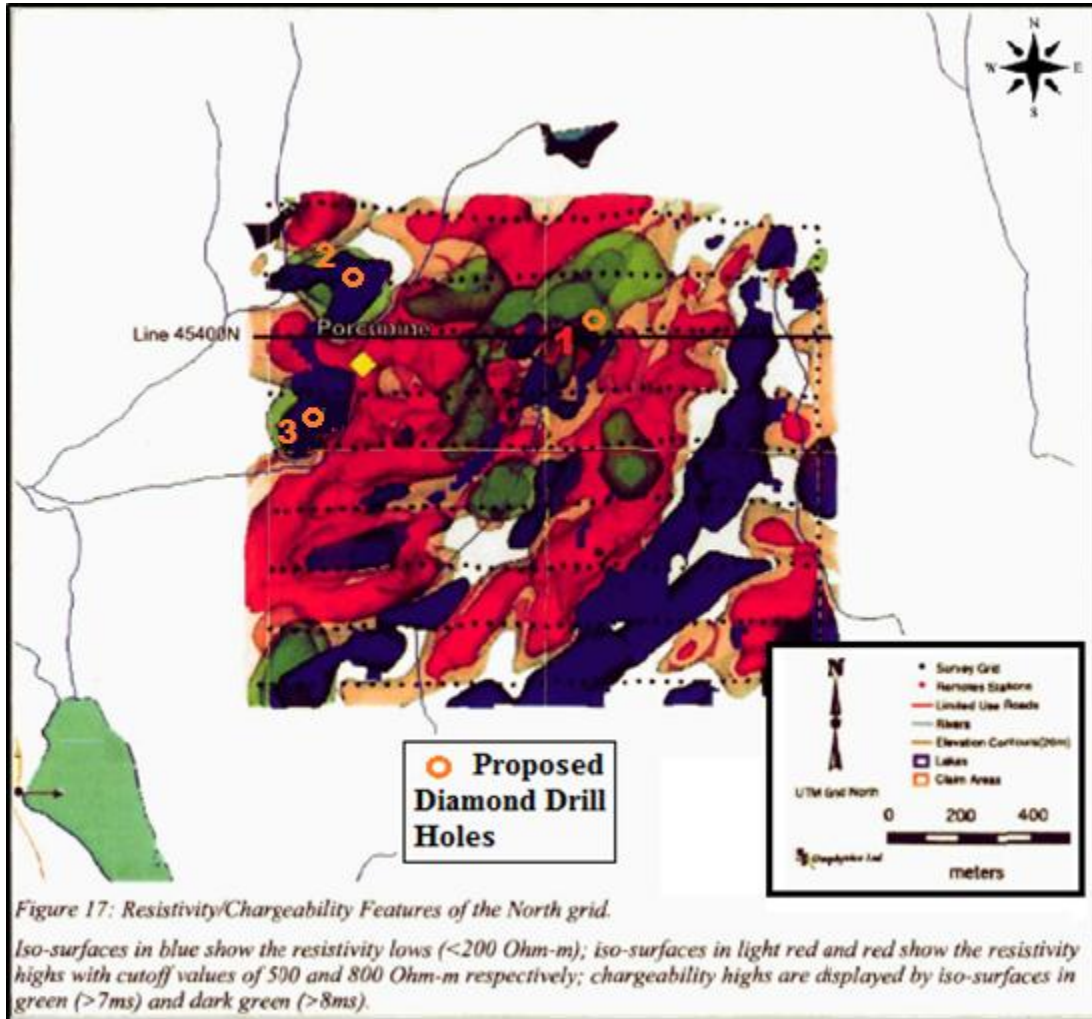 N
W E
S
2
Porcupine
Line 45400N
1
3
N
UTM Grid North
Survey Grid
Remotes Stations
Limited Use Roads
Rivers
Elevation Contours(20m)
Lakes
Claim Areas
0 200 400
meters
Geophysics Ltd
Proposed
Diamond Drill
Holes
Figure 17: Resistivity/Chargeability Features of the North grid.
Iso-surfaces in blue show the resistivity lows (<200 Ohm-m); iso-surfaces in light red and red show the resistivity
highs with cutoff values of 500 and 800 Ohm-m respectively; chargeability highs are displayed by iso-surfaces in
green (>7ms) and dark green (>8ms).